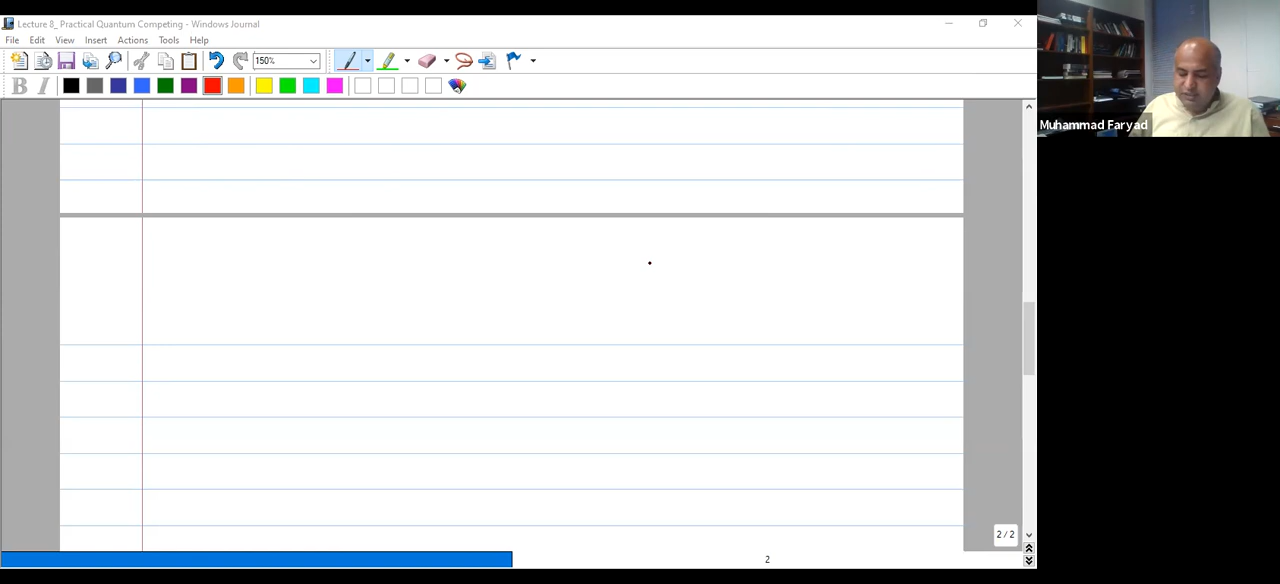 Lecture 8_ Practical Quantum Competing - Windows Journal
File Edit View Insert Actions Tools Help
150%
B I
Muhammad Faryad
2 / 2
2